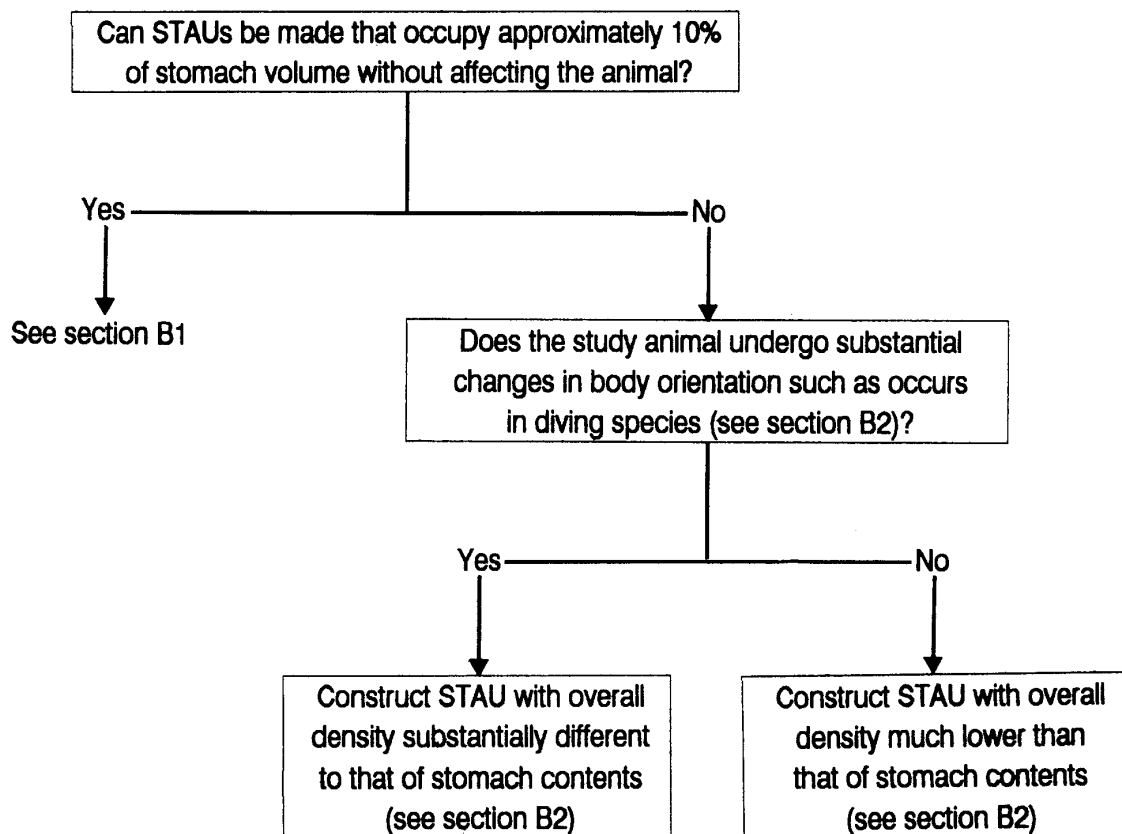 Can STAUs be made that occupy approximately 10%
of stomach volume without affecting the animal?
Yes
No
See section B1
Does the study animal undergo substantial
changes in body orientation such as occurs
in diving species (see section B2)?
Yes
No
Construct STAU with overall
density substantially different
to that of stomach contents
(see section B2)
Construct STAU with overall
density much lower than
that of stomach contents
(see section B2)